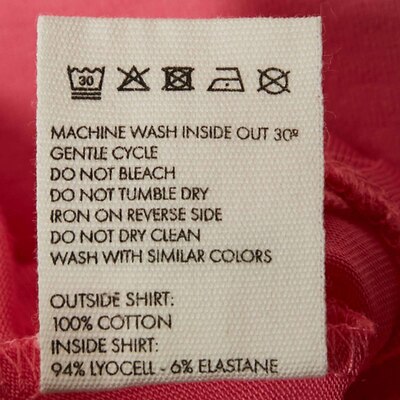 30
MACHINE WASH INSIDE OUT 30º
GENTLE CYCLE
DO NOT BLEACH
DO NOT TUMBLE DRY
IRON ON REVERSE SIDE
DO NOT DRY CLEAN
WASH WITH SIMILAR COLORS
OUTSIDE SHIRT:
100% COTTON
INSIDE SHIRT:
94% LYOCELL - 6% ELASTANE